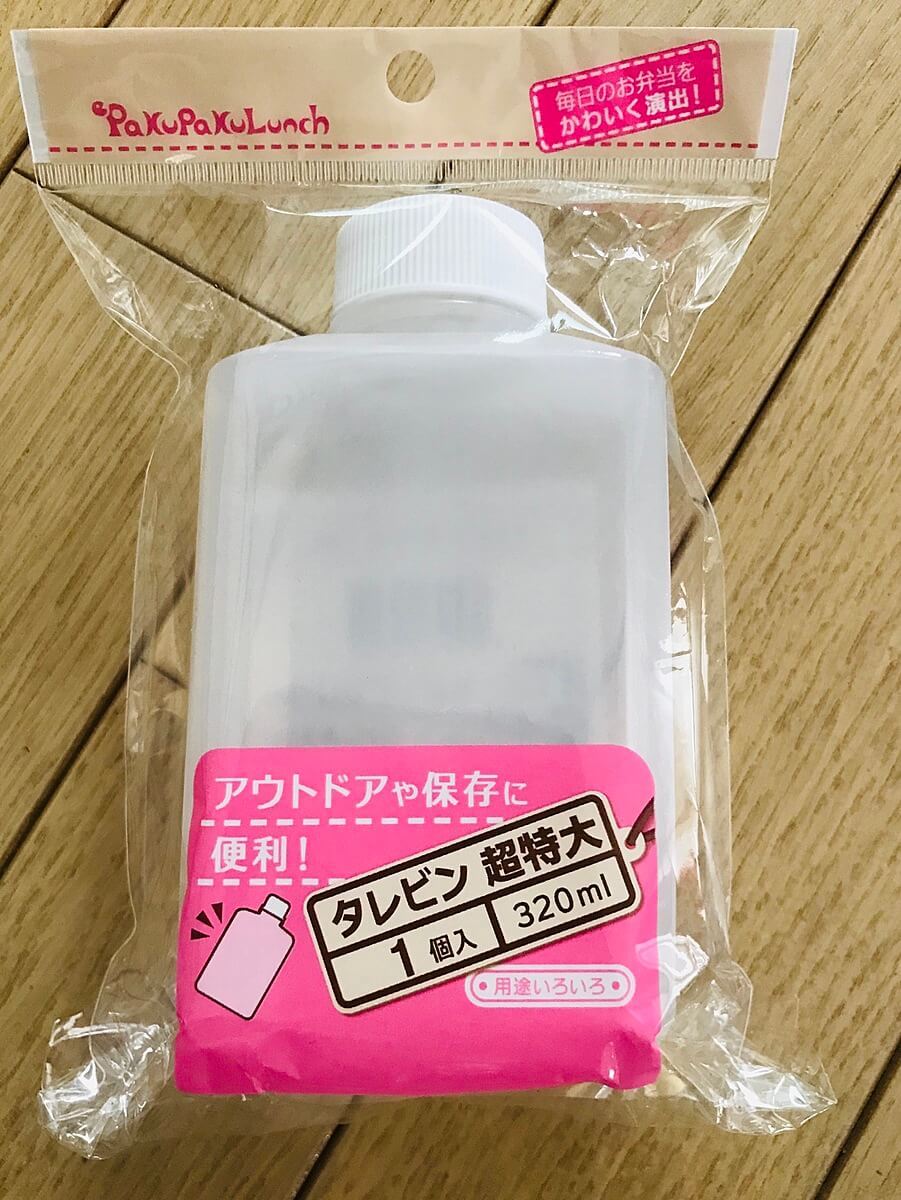 PakuPakuLunch
毎日のお弁当を
かわいく演出!
アウトドアや保存に
便利!
タレビン 超特大
1個入 320ml
・用途いろいろ・